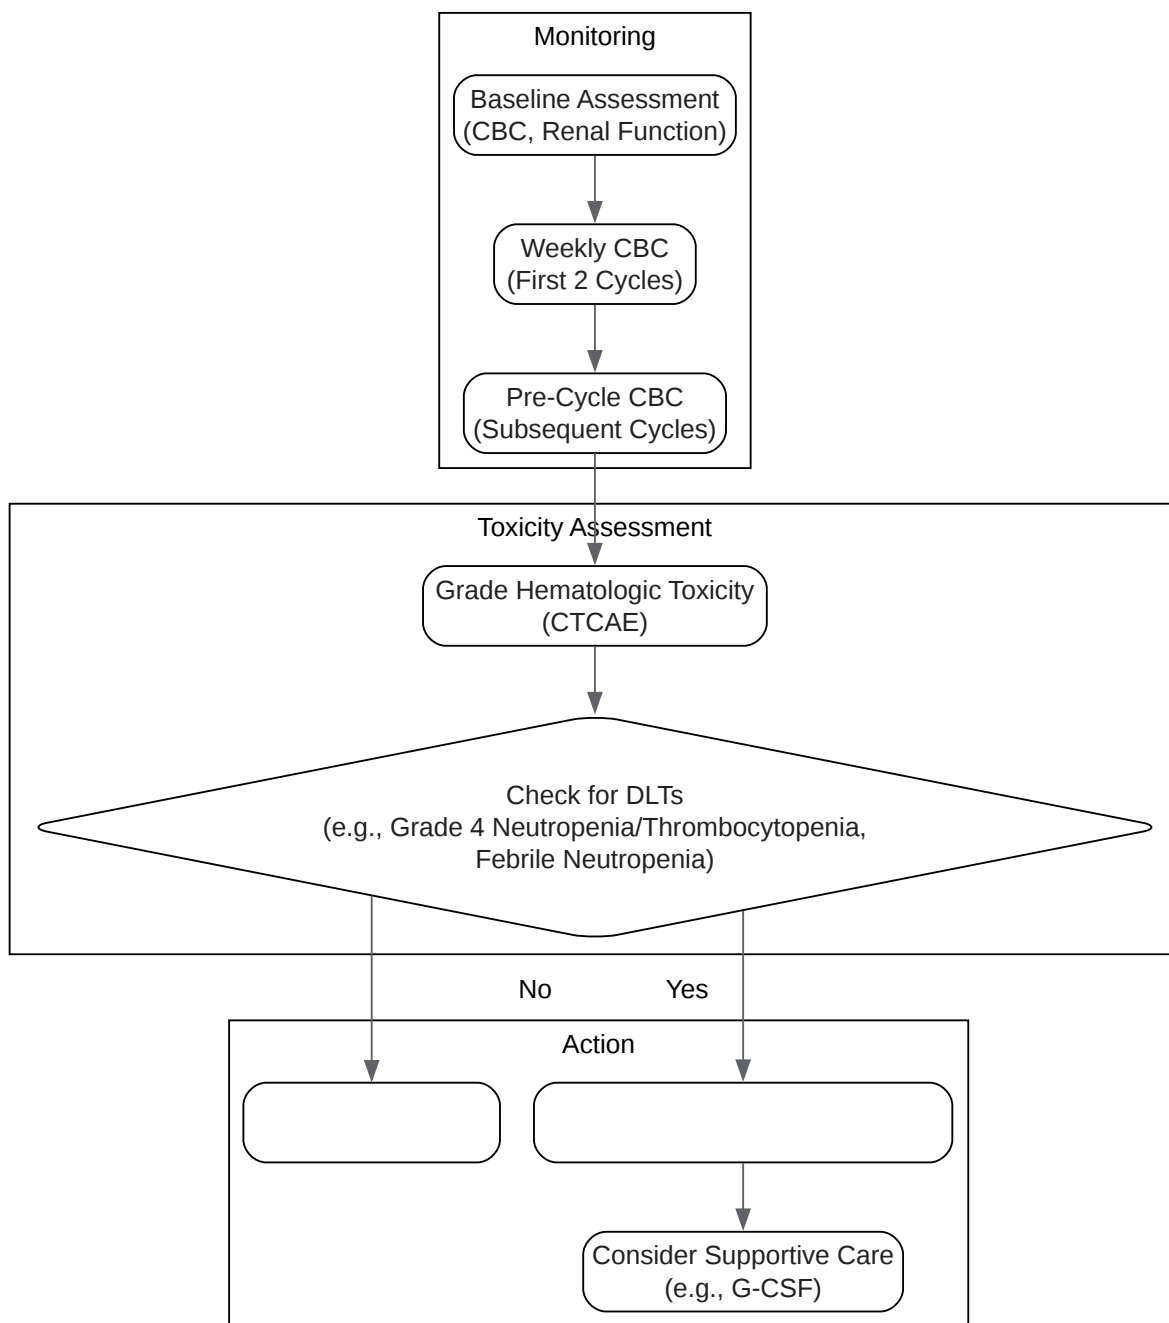 Monitoring
Baseline Assessment
(CBC, Renal Function)
Weekly CBC
(First 2 Cycles)
Pre-Cycle CBC
(Subsequent Cycles)
Toxicity Assessment
Grade Hematologic Toxicity
(CTCAE)
Check for DLTs
(e.g., Grade 4 Neutropenia/Thrombocytopenia,
Febrile Neutropenia)
No
Yes
Action
Consider Supportive Care
(e.g., G-CSF)